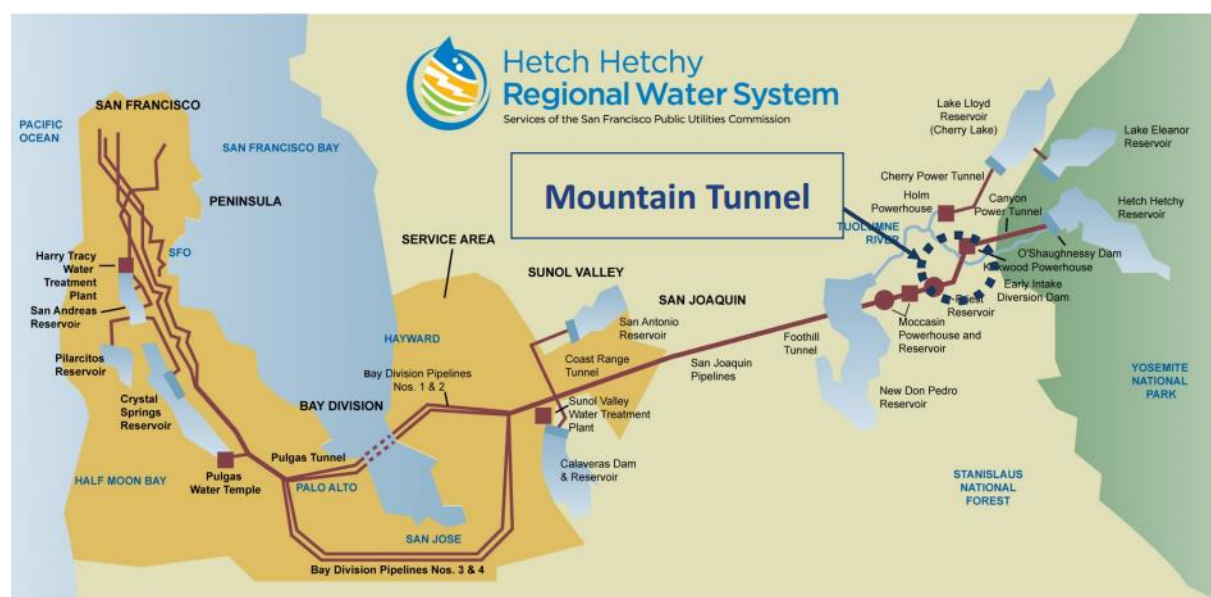 Hetch Hetchy
Regional Water System
Services of the San Francisco Public Utilities Commission
Mountain Tunnel
SAN FRANCISCO
PACIFIC
OCEAN
SAN FRANCISCO BAY
PENINSULA
SFO
Harry Tracy
Water
Treatment
Plant
San Andreas
Reservoir
Pilarcitos
Reservoir
Crystal
Springs
Reservoir
HALF MOON BAY
Pulgas
Water Temple
Pulgas Tunnel
PALO ALTO
BAY DIVISION
SAN JOSE
Bay Division Pipelines Nos. 3 & 4
SERVICE AREA
HAYWARD
Bay Division Pipelines
Nos. 1 & 2
SUNOL VALLEY
San Antonio
Reservoir
Coast Range
Tunnel
Sunol Valley
Water Treatment
Plant
Calaveras Dam
& Reservoir
SAN JOAQUIN
San Joaquin
Pipelines
Foothill
Tunnel
New Don Pedro
Reservoir
Moccasin
Powerhouse and
Reservoir
Priest
Reservoir
TUOLUMNE
RIVER
Holm
Powerhouse
Cherry Power Tunnel
Lake Lloyd
Reservoir
(Cherry Lake)
Lake Eleanor
Reservoir
Canyon
Power Tunnel
Hetch Hetchy
Reservoir
O'Shaughnessy Dam
Kirkwood Powerhouse
Early Intake
Diversion Dam
YOSEMITE
NATIONAL
PARK
STANISLAUS
NATIONAL
FOREST